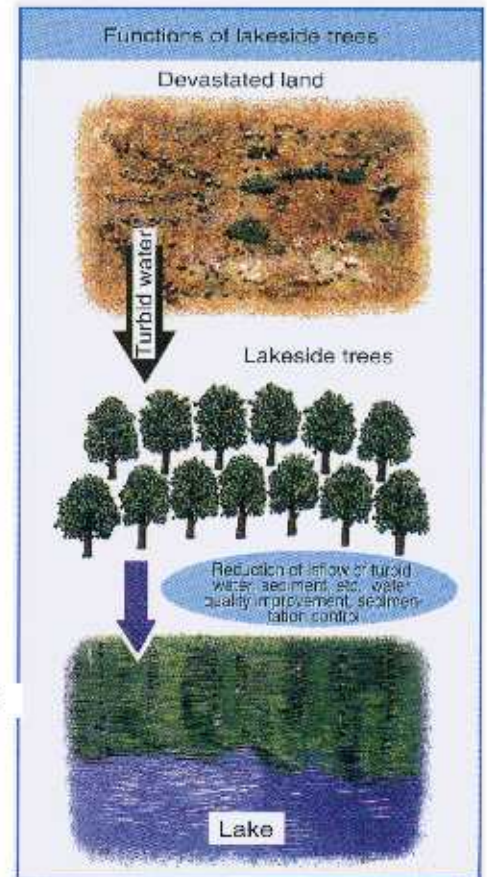 Functions of lakeside trees
Devastated land
Turbid water
Lakeside trees
Reduction of inflow of turbid
water, sediment, etc., water
quality improvement, sedimen-
tation control
Lake